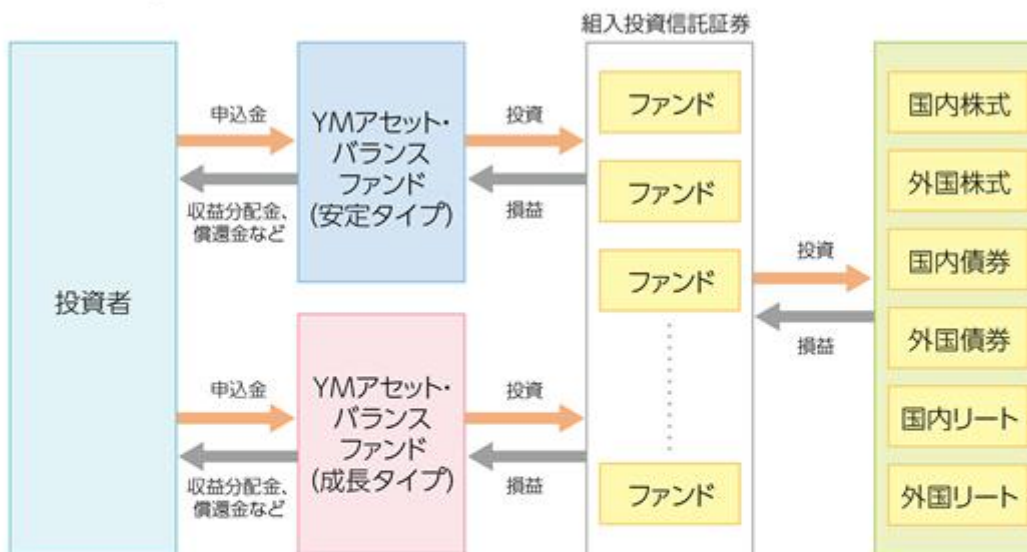 組入投資信託証券
投資者
申込金
収益分配金、
償還金など
YMアセット・
バランス
ファンド
(安定タイプ)
投資
損益
申込金
収益分配金、
償還金など
YMアセット・
バランス
ファンド
(成長タイプ)
投資
損益
ファンド
ファンド
ファンド
ファンド
投資
損益
国内株式
外国株式
国内債券
外国債券
国内リート
外国リート